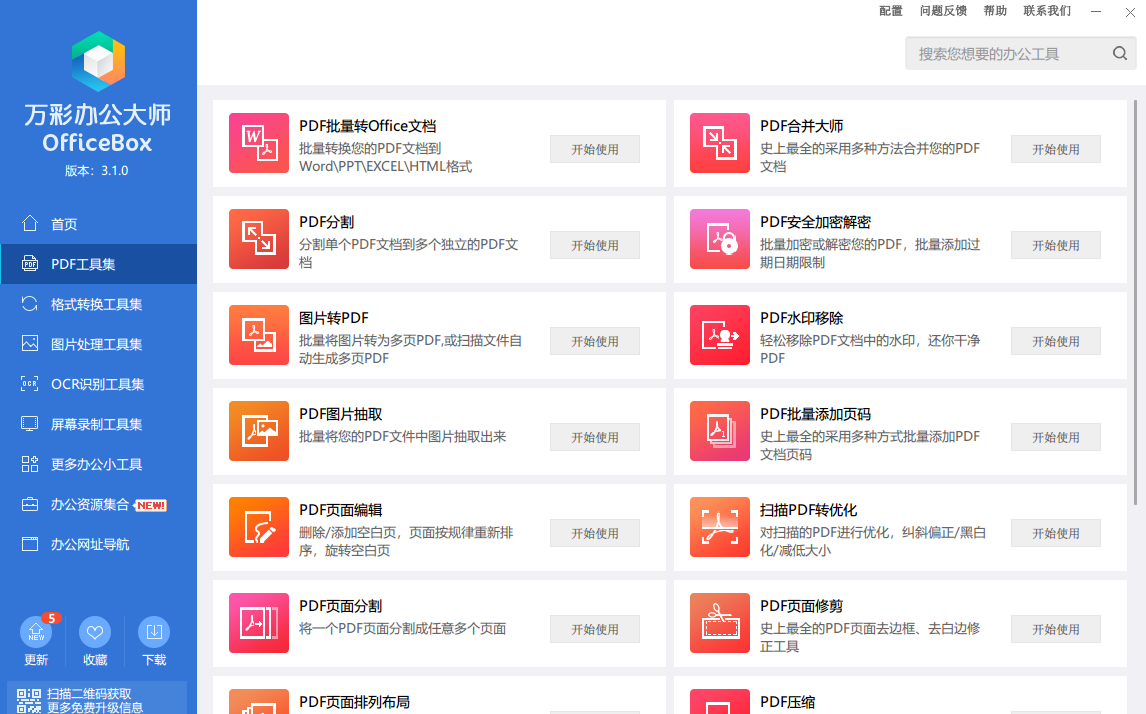 配置 问题反馈 帮助 联系我们
搜索您想要的办公工具
万彩办公大师
OfficeBox
版本：3.1.0
首页
PDF工具集
格式转换工具集
图片处理工具集
OCR识别工具集
屏幕录制工具集
更多办公小工具
办公资源集合 NEW!
办公网址导航
5
NEW
更新 收藏 下载
扫描二维码获取
更多免费升级信息
PDF批量转Office文档
批量转换您的PDF文档到
Word\PPT\EXCEL\HTML格式
开始使用
PDF合并大师
史上最全的采用多种方法合并您的PDF
文档
开始使用
PDF分割
分割单个PDF文档到多个独立的PDF文
档
开始使用
PDF安全加密解密
批量加密或解密您的PDF，批量添加过
期日期限制
开始使用
图片转PDF
批量将图片转为多页PDF,或扫描文件自
动生成多页PDF
开始使用
PDF水印移除
轻松移除PDF文档中的水印，还你干净
PDF
开始使用
PDF图片抽取
批量将您的PDF文件中图片抽取出来
开始使用
PDF批量添加页码
史上最全的采用多种方式批量添加PDF
文档页码
开始使用
PDF页面编辑
删除/添加空白页，页面按规律重新排
序，旋转空白页
开始使用
扫描PDF转优化
对扫描的PDF进行优化，纠斜偏正/黑白
化/减低大小
开始使用
PDF页面分割
将一个PDF页面分割成任意多个页面
开始使用
PDF页面修剪
史上最全的PDF页面去边框、去白边修
正工具
开始使用
PDF页面排列布局
PDF压缩